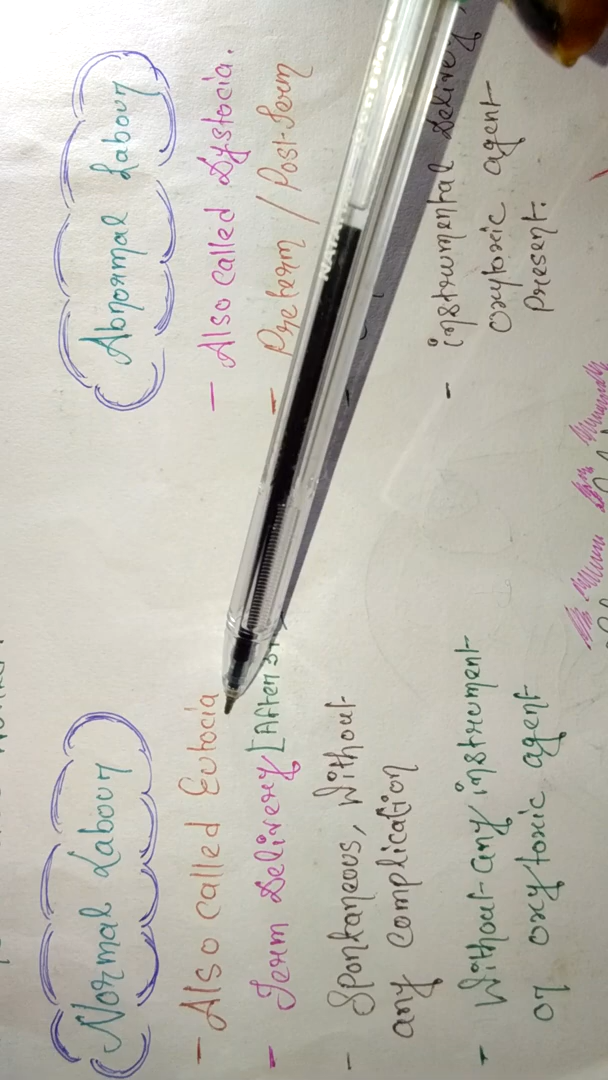 Normal Labour
- Also called Eutocia
- Term Delivery [After 3
- Spontaneous, Without
any complication
- Without any instrument
or oxytoxic agent
Abnormal Labour
- Also called Dystocia.
- Preterm / Post-Term
- instrumental Delivery,
oxytoxic agent
Present.